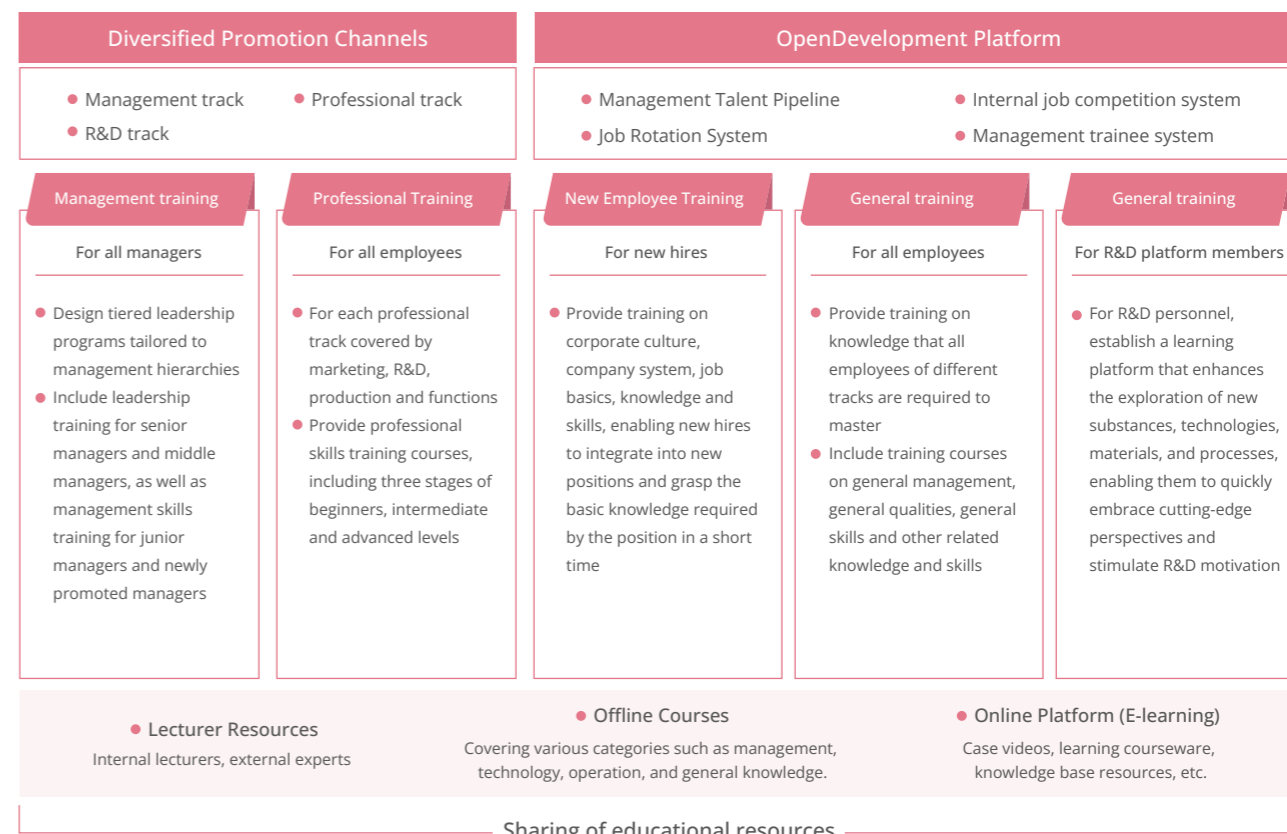 Diversified Promotion Channels
Management track
Professional track
R&D track
OpenDevelopment Platform
Management Talent Pipeline
Internal job competition system
Job Rotation System
Management trainee system
Management training
For all managers
Design tiered leadership
programs tailored to
management hierarchies
Include leadership
training for senior
managers and middle
managers, as well as
management skills
training for junior
managers and newly
promoted managers
Professional Training
For all employees
For each professional
track covered by
marketing, R&D,
production and functions
Provide professional
skills training courses,
including three stages of
beginners, intermediate
and advanced levels
New Employee Training
For new hires
Provide training on
corporate culture,
company system, job
basics, knowledge and
skills, enabling new hires
to integrate into new
positions and grasp the
basic knowledge required
by the position in a short
time
General training
For all employees
Provide training on
knowledge that all
employees of different
tracks are required to
master
Include training courses
on general management,
general qualities, general
skills and other related
knowledge and skills
General training
For R&D platform members
For R&D personnel,
establish a learning
platform that enhances
the exploration of new
substances, technologies,
materials, and processes,
enabling them to quickly
embrace cutting-edge
perspectives and
stimulate R&D motivation
Lecturer Resources
Internal lecturers, external experts
Offline Courses
Covering various categories such as management,
technology, operation, and general knowledge.
Online Platform (E-learning)
Case videos, learning courseware,
knowledge base resources, etc.
Sharing of educational resources